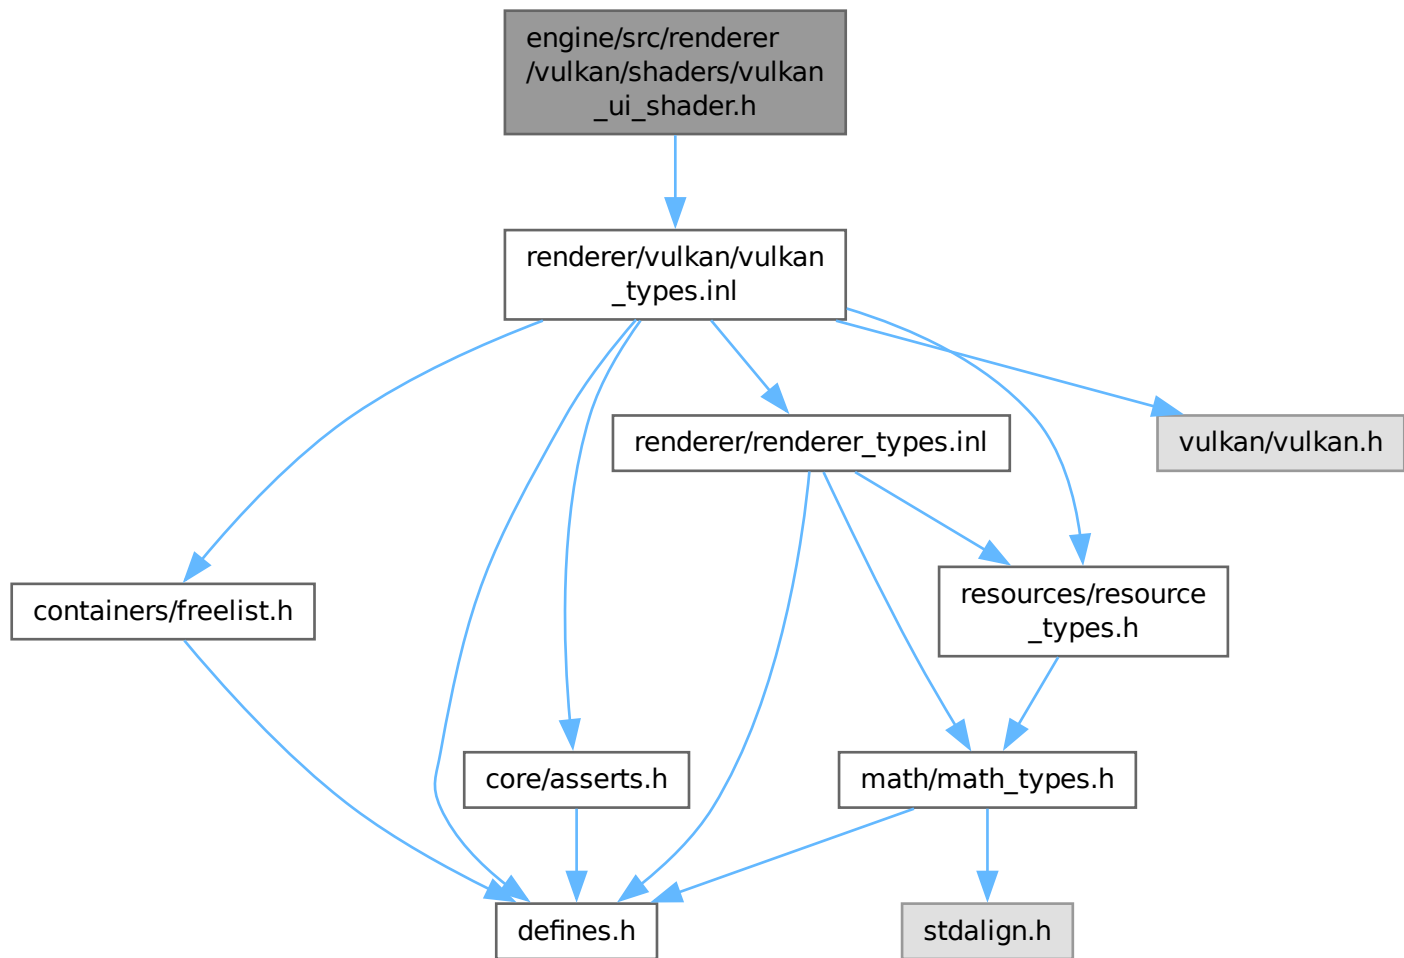 engine/src/renderer
/vulkan/shaders/vulkan
_ui_shader.h
renderer/vulkan/vulkan
_types.inl
renderer/renderer_types.inl
vulkan/vulkan.h
containers/freelist.h
resources/resource
_types.h
core/asserts.h
math/math_types.h
defines.h
stdalign.h